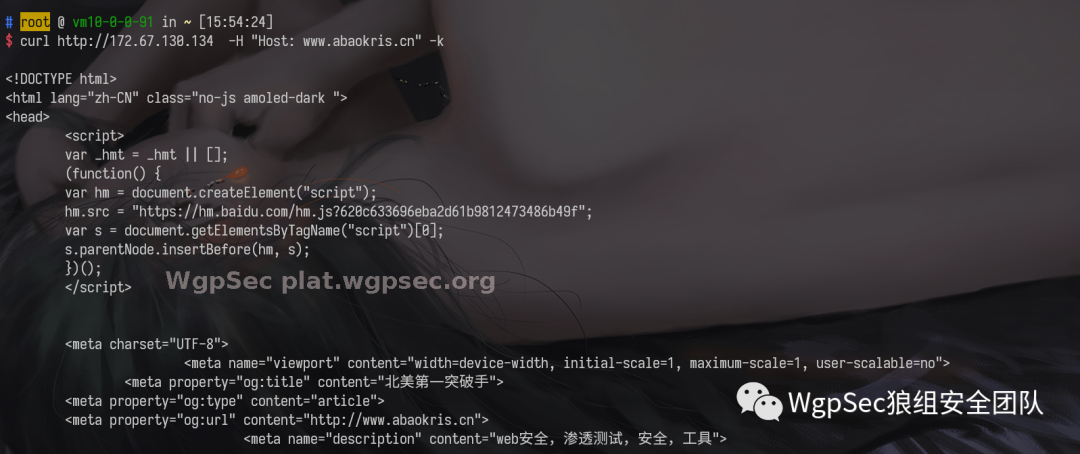 # root @ vm10-0-0-91 in ~ [15:54:24]
$ curl http://172.67.130.134 -H "Host: www.abaokris.cn" -k
<!DOCTYPE html>
<html lang="zh-CN" class="no-js amoled-dark ">
<head>
<script>
var _hmt = _hmt || [];
(function() {
var hm = document.createElement("script");
hm.src = "https://hm.baidu.com/hm.js?620c633696eba2d61b9812473486b49f";
var s = document.getElementsByTagName("script")[0];
s.parentNode.insertBefore(hm, s);
})();
</script>
WgpSec plat.wgpsec.org
<meta charset="UTF-8">
<meta name="viewport" content="width=device-width, initial-scale=1, maximum-scale=1, user-scalable=no">
<meta property="og:title" content="北美第一突破手">
<meta property="og:type" content="article">
<meta property="og:url" content="http://www.abaokris.cn">
<meta name="description" content="web安全，渗透测试，安全，工具">
WgpSec狼组安全团队